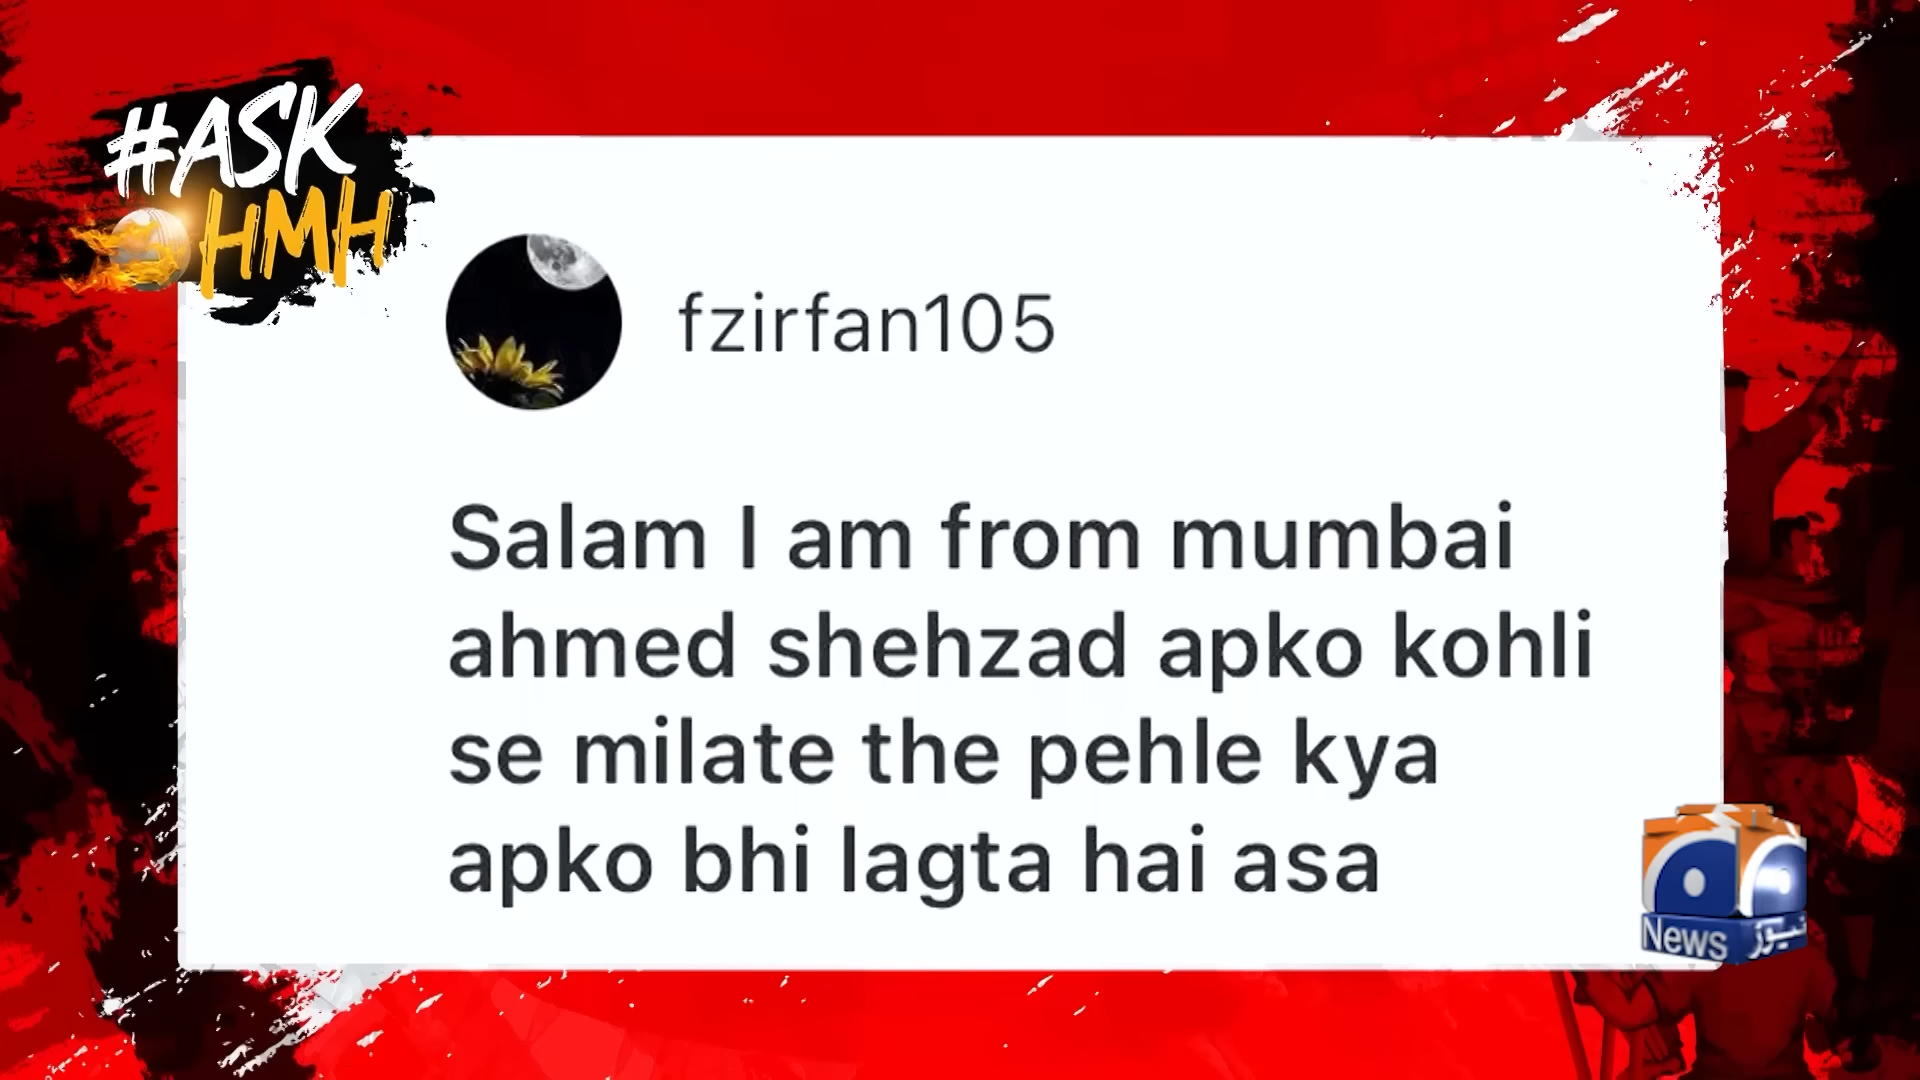 #ASK
HMH
fzirfan105
Salam I am from mumbai
ahmed shehzad apko kohli
se milate the pehle kya
apko bhi lagta hai asa
News نیوز